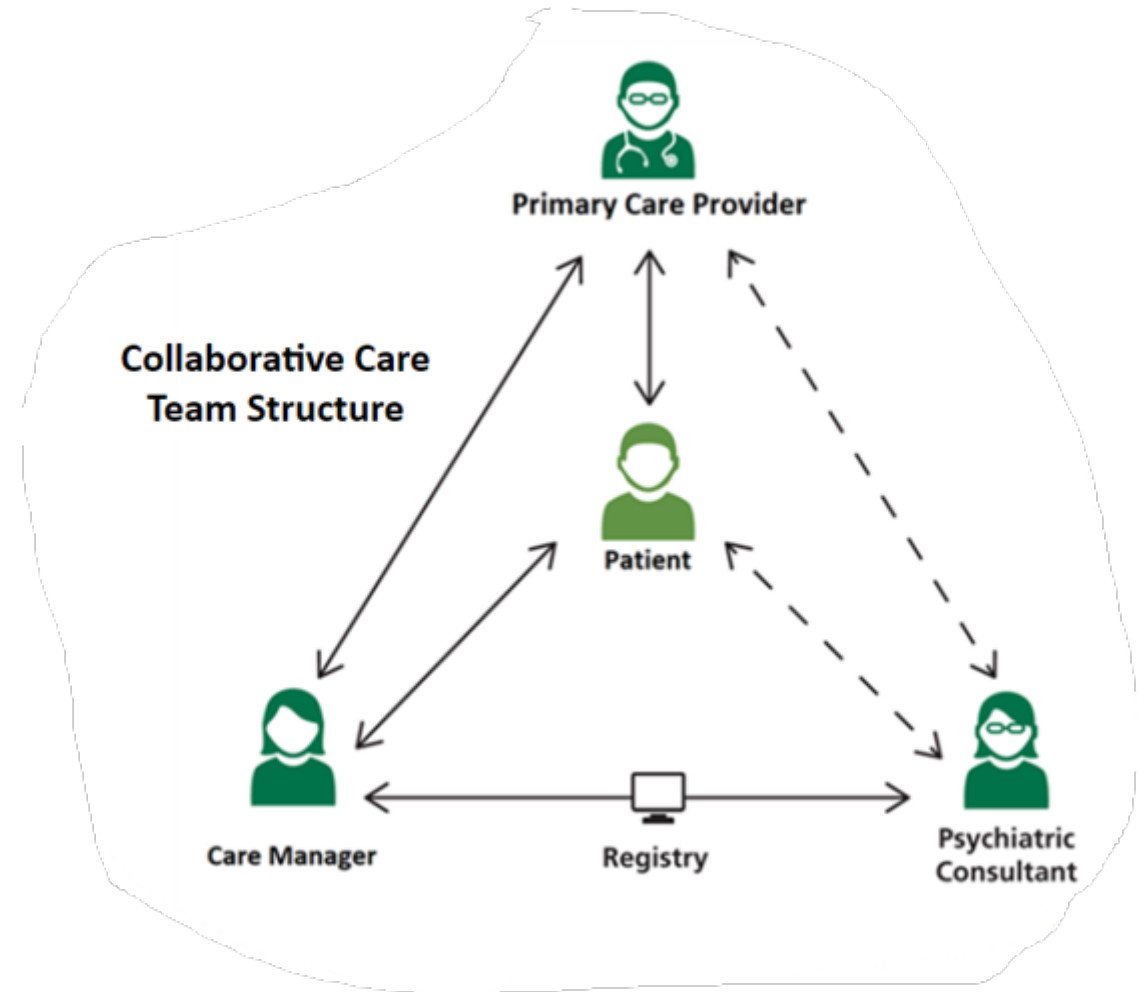 Primary Care Provider
Collaborative Care
Team Structure
Patient
Care Manager
Registry
Psychiatric
Consultant